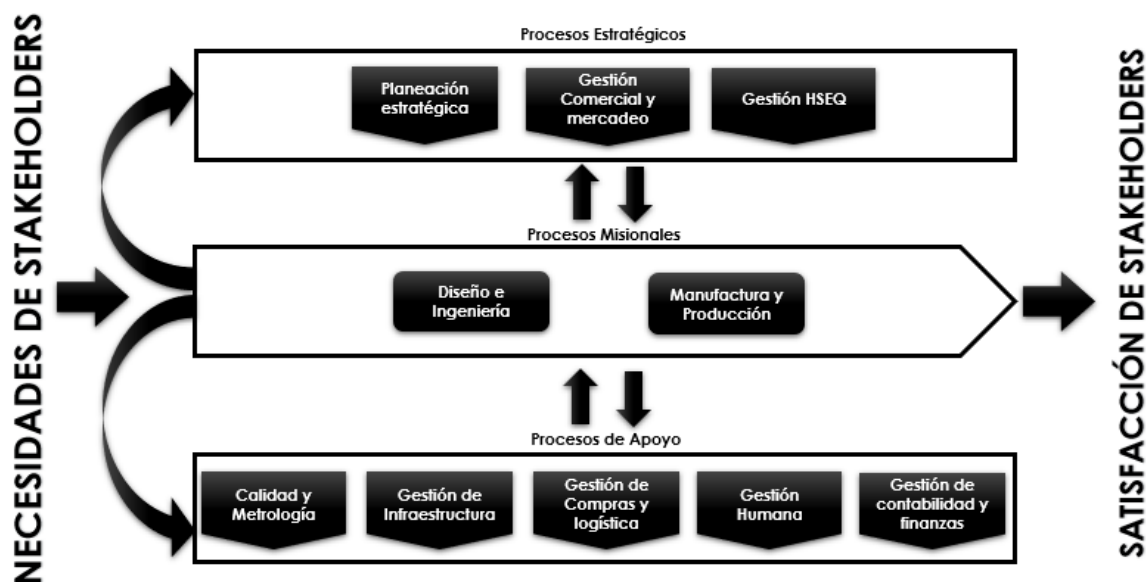 NECESIDADES DE STAKEHOLDERS
Procesos Estratégicos
Planeación
estratégica
Gestión
Comercial y
mercadeo
Gestión HSEQ
Procesos Misionales
Diseño e
Ingeniería
Manufactura y
Producción
Procesos de Apoyo
Calidad y
Metrología
Gestión de
Infraestructura
Gestión de
Compras y
logística
Gestión
Humana
Gestión de
contabilidad y
finanzas
SATISFACCIÓN DE STAKEHOLDERS